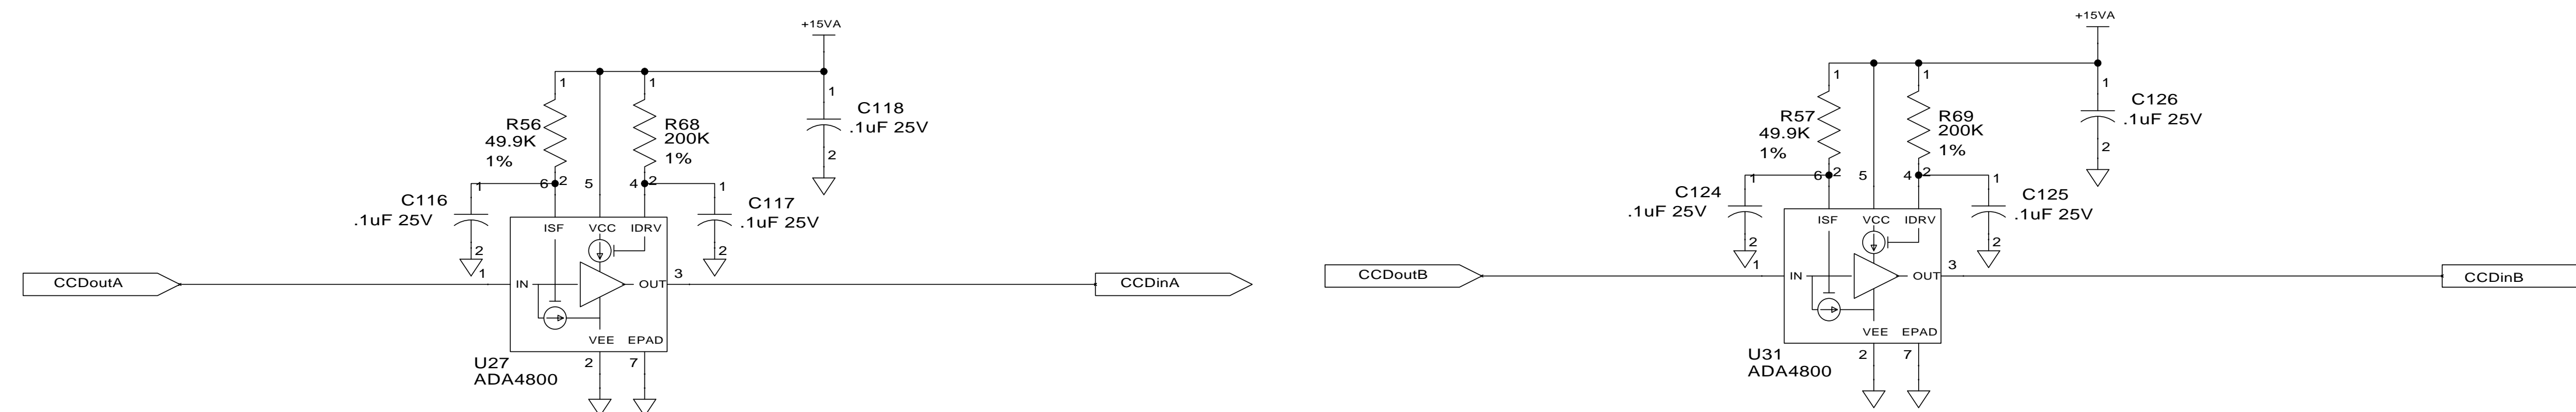 +15VA
1
1
1
C118
.1uF 25V
R56
49.9K
1%
R68
200K
1%
2
1
6
2
5
4
2
1
C116
.1uF 25V
C117
.1uF 25V
ISF
VCC
IDRV
2
2
1
IN
OUT
3
CCDoutA
CCDinA
VEE
EPAD
U27
ADA4800
2
7
+15VA
1
1
1
C126
.1uF 25V
R57
49.9K
1%
R69
200K
1%
2
1
6
2
5
4
2
1
C124
.1uF 25V
C125
.1uF 25V
ISF
VCC
IDRV
2
2
1
IN
OUT
3
CCDoutB
CCDinB
VEE
EPAD
U31
ADA4800
2
7